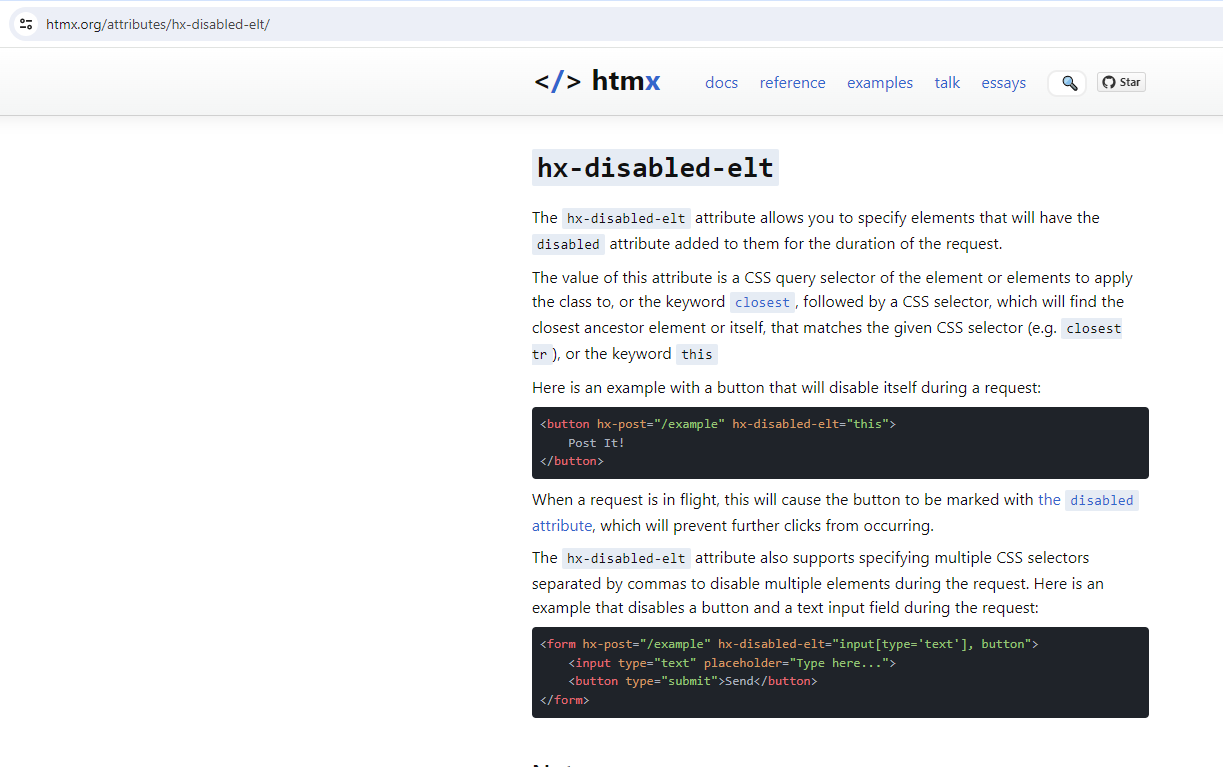 htmx.org/attributes/hx-disabled-elt/
</> htmx docs reference examples talk essays Star
hx-disabled-elt
The hx-disabled-elt attribute allows you to specify elements that will have the
disabled attribute added to them for the duration of the request.
The value of this attribute is a CSS query selector of the element or elements to apply
the class to, or the keyword closest, followed by a CSS selector, which will find the
closest ancestor element or itself, that matches the given CSS selector (e.g. closest
tr), or the keyword this
Here is an example with a button that will disable itself during a request:
<button hx-post="/example" hx-disabled-elt="this">
    Post It!
</button>
When a request is in flight, this will cause the button to be marked with the disabled
attribute, which will prevent further clicks from occurring.
The hx-disabled-elt attribute also supports specifying multiple CSS selectors
separated by commas to disable multiple elements during the request. Here is an
example that disables a button and a text input field during the request:
<form hx-post="/example" hx-disabled-elt="input[type='text'], button">
    <input type="text" placeholder="Type here...">
    <button type="submit">Send</button>
</form>